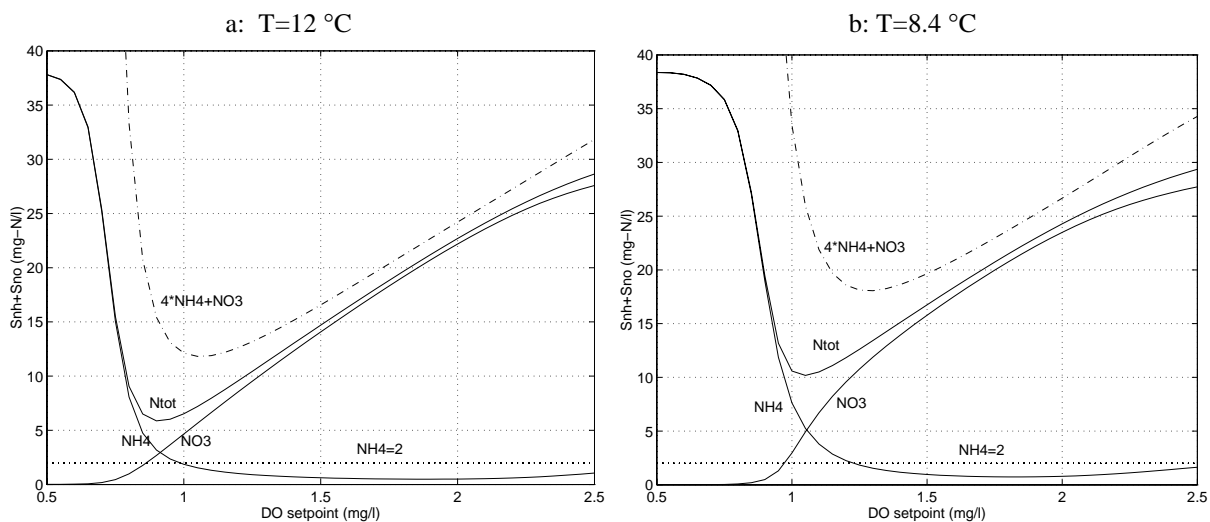 a: T=12 °C
40
35
30
25
20
15
10
5
0
Snh+Sno (mg−N/l)
4*NH4+NO3
Ntot
NH4
NO3
NH4=2
0.5
1
1.5
2
2.5
DO setpoint (mg/l)
b: T=8.4 °C
40
35
30
25
20
15
10
5
0
Snh+Sno (mg−N/l)
4*NH4+NO3
Ntot
NH4
NO3
NH4=2
0.5
1
1.5
2
2.5
DO setpoint (mg/l)